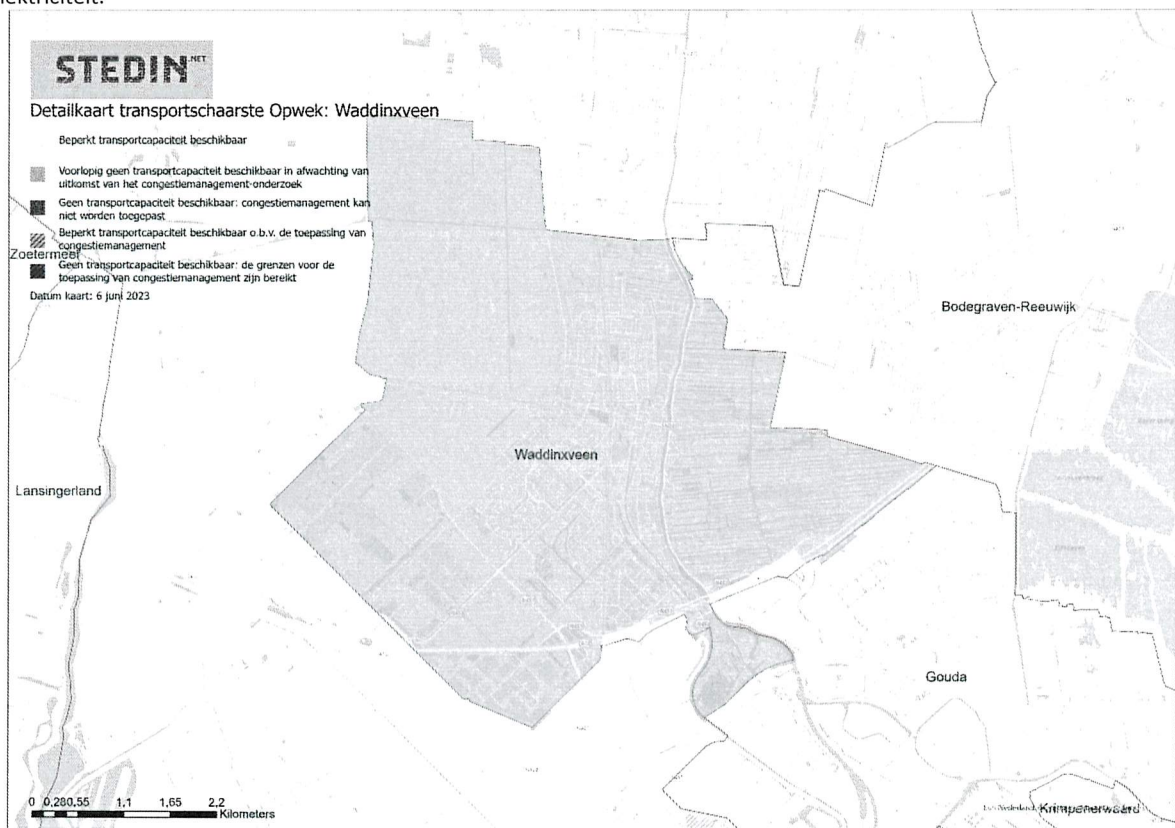 STEDIN.NET
Detailkaart transportschaarste Opwek: Waddinxveen
Beperkt transportcapaciteit beschikbaar
Voorlopig geen transportcapaciteit beschikbaar in afwachting van
uitkomst van het congestiemanagement-onderzoek
Geen transportcapaciteit beschikbaar: congestiemanagement kan
niet worden toegepast
Beperkt transportcapaciteit beschikbaar o.b.v. de toepassing van
congestiemanagement
Geen transportcapaciteit beschikbaar: de grenzen voor de
toepassing van congestiemanagement zijn bereikt
Datum kaart: 6 juni 2023
Zoetermeer
Bodegraven-Reeuwijk
Waddinxveen
Lansingerland
Gouda
Krimpenerwaard
0 0,28 0,55 1,1 1,65 2,2
Kilometers